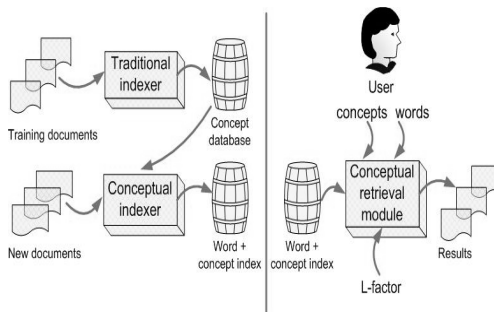 Traditional
indexer
Training documents
Concept
database
Conceptual
indexer
New documents
Word +
concept index
User
concepts words
Conceptual
retrieval
module
Word +
concept index
Results
L-factor